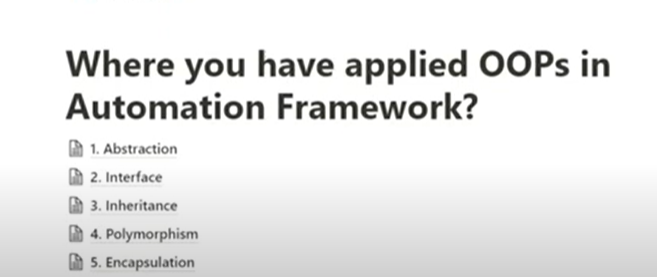 Where you have applied OOPs in
Automation Framework?
1. Abstraction
2. Interface
3. Inheritance
4. Polymorphism
5. Encapsulation